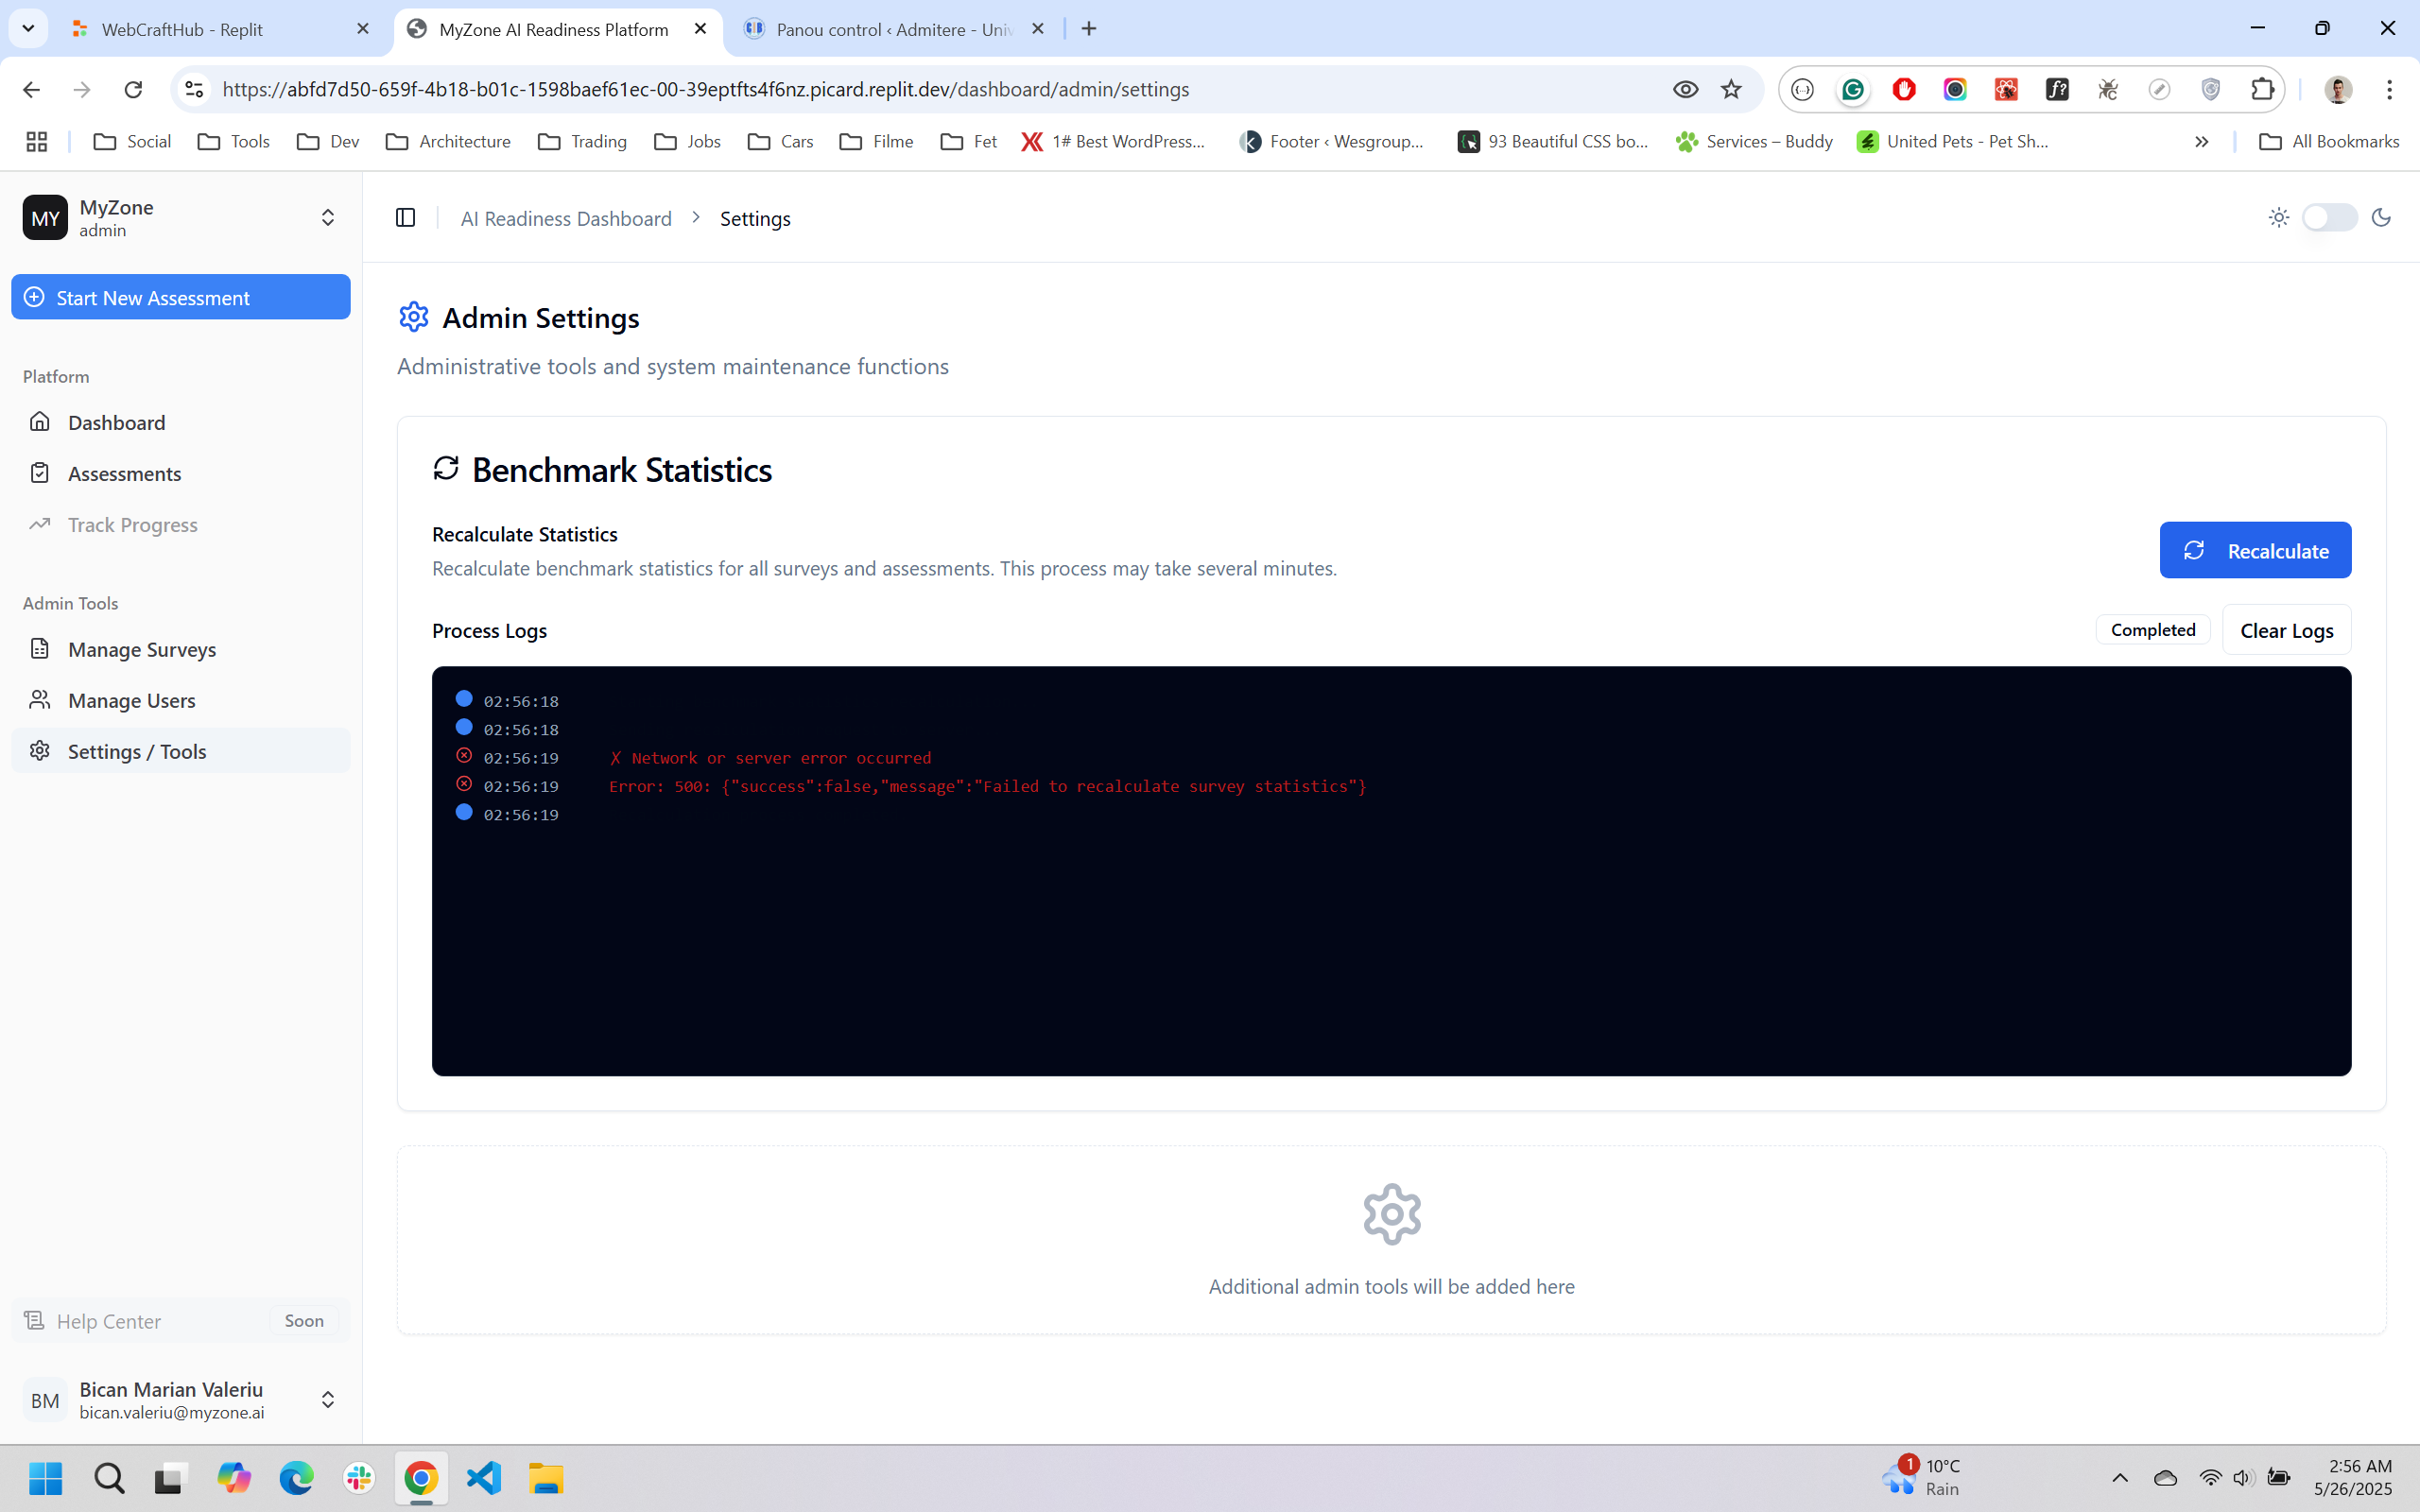 WebCraftHub - Replit
MyZone AI Readiness Platform
Panou control ‹ Admitere - Univ
https://abfd7d50-659f-4b18-b01c-1598baef61ec-00-39eptfts4f6nz.picard.replit.dev/dashboard/admin/settings
Social
Tools
Dev
Architecture
Trading
Jobs
Cars
Filme
Fet
1# Best WordPress...
Footer ‹ Wesgroup...
93 Beautiful CSS bo...
Services – Buddy
United Pets - Pet Sh...
All Bookmarks
MY
MyZone
admin
AI Readiness Dashboard
Settings
Start New Assessment
Platform
Dashboard
Assessments
Track Progress
Admin Tools
Manage Surveys
Manage Users
Settings / Tools
Help Center
Soon
BM
Bican Marian Valeriu
bican.valeriu@myzone.ai
Admin Settings
Administrative tools and system maintenance functions
Benchmark Statistics
Recalculate Statistics
Recalculate benchmark statistics for all surveys and assessments. This process may take several minutes.
Recalculate
Process Logs
Completed
Clear Logs
02:56:18
02:56:18
02:56:19 ✗ Network or server error occurred
02:56:19 Error: 500: {"success":false,"message":"Failed to recalculate survey statistics"}
02:56:19
Additional admin tools will be added here
1
10°C
Rain
2:56 AM
5/26/2025